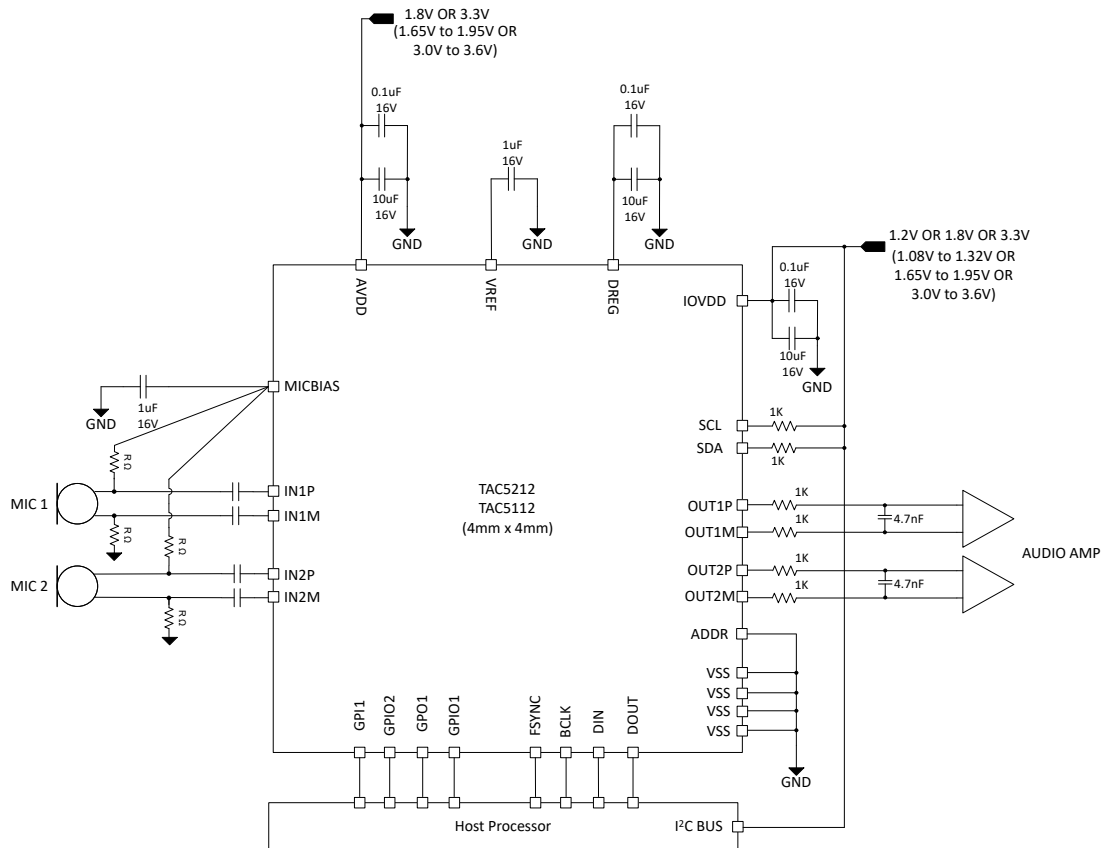 1.8V OR 3.3V
(1.65V to 1.95V OR
3.0V to 3.6V)
0.1uF
16V
10uF
16V
GND
1uF
16V
GND
0.1uF
16V
10uF
16V
GND
1.2V OR 1.8V OR 3.3V
(1.08V to 1.32V OR
1.65V to 1.95V OR
3.0V to 3.6V)
0.1uF
16V
10uF
16V
GND
AVDD
VREF
DREG
IOVDD
MICBIAS
1uF
16V
GND
SCL
1K
SDA
1K
R Ω
MIC 1
IN1P
IN1M
R Ω
R Ω
MIC 2
IN2P
IN2M
R Ω
TAC5212
TAC5112
(4mm x 4mm)
OUT1P
1K
OUT1M
1K
4.7nF
OUT2P
1K
OUT2M
1K
4.7nF
AUDIO AMP
ADDR
VSS
VSS
VSS
VSS
GND
GPI1
GPIO2
GPO1
GPIO1
FSYNC
BCLK
DIN
DOUT
Host Processor
I²C BUS